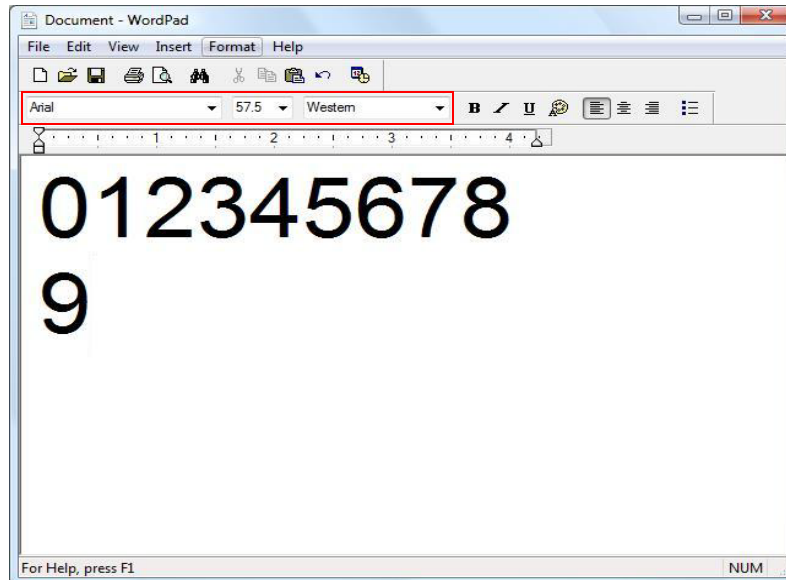 Document - WordPad
File Edit View Insert Format Help
Arial 57.5 Western B U
1 2 3 4
012345678
9
For Help, press F1 NUM